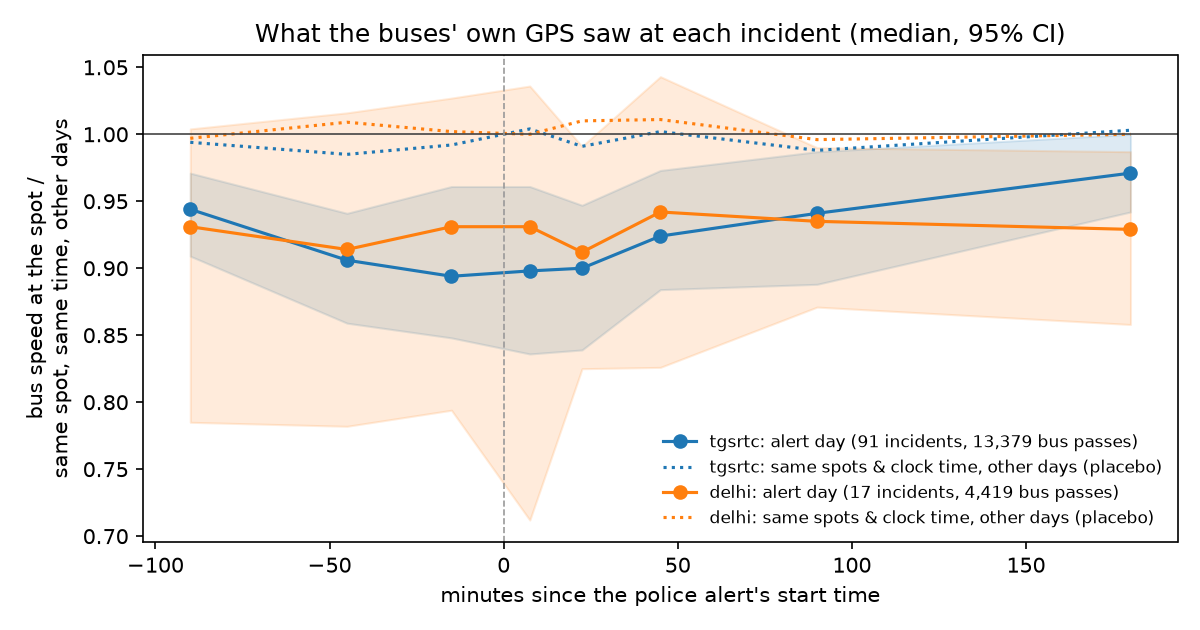 What the buses' own GPS saw at each incident (median, 95% CI)
bus speed at the spot /
same spot, same time, other days
1.05
1.00
0.95
0.90
0.85
0.80
0.75
0.70
tgsrtc: alert day (91 incidents, 13,379 bus passes)
tgsrtc: same spots & clock time, other days (placebo)
delhi: alert day (17 incidents, 4,419 bus passes)
delhi: same spots & clock time, other days (placebo)
−100
−50
0
50
100
150
minutes since the police alert's start time